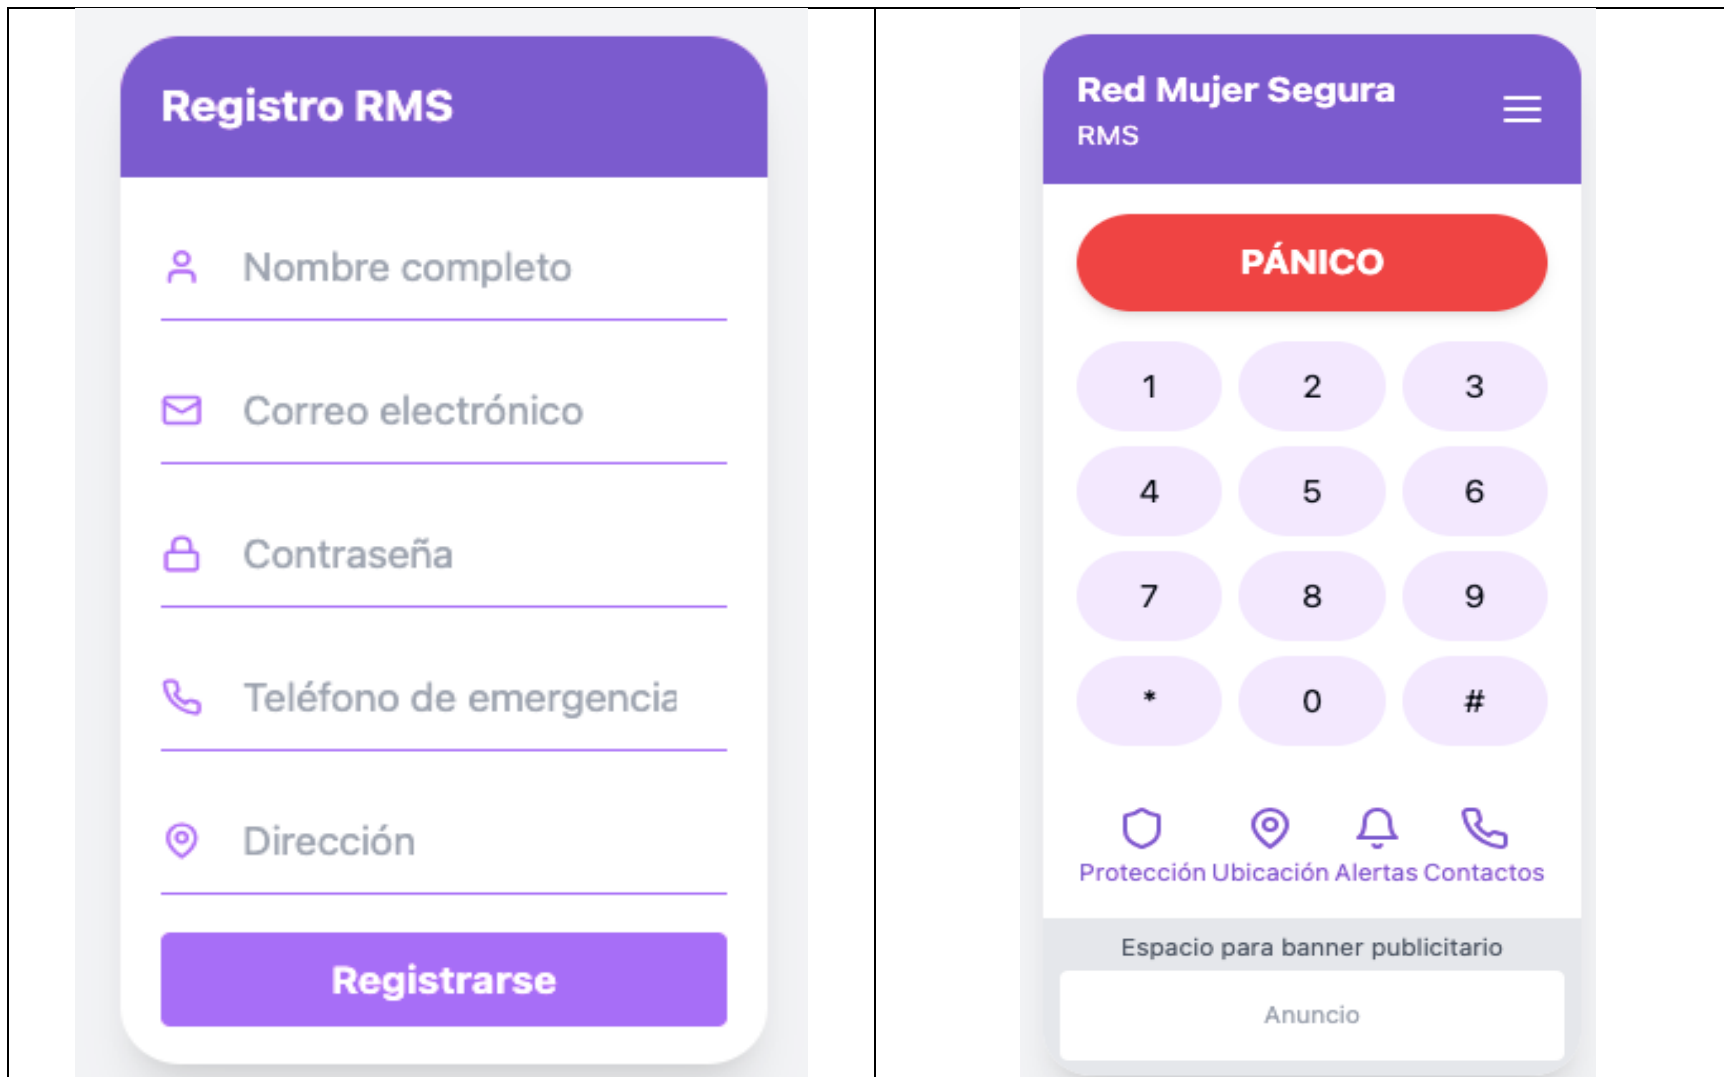 Registro RMS
Nombre completo
Correo electrónico
Contraseña
Teléfono de emergencia
Dirección
Registrarse
Red Mujer Segura
RMS
PÁNICO
1 2 3
4 5 6
7 8 9
* 0 #
Protección Ubicación Alertas Contactos
Espacio para banner publicitario
Anuncio